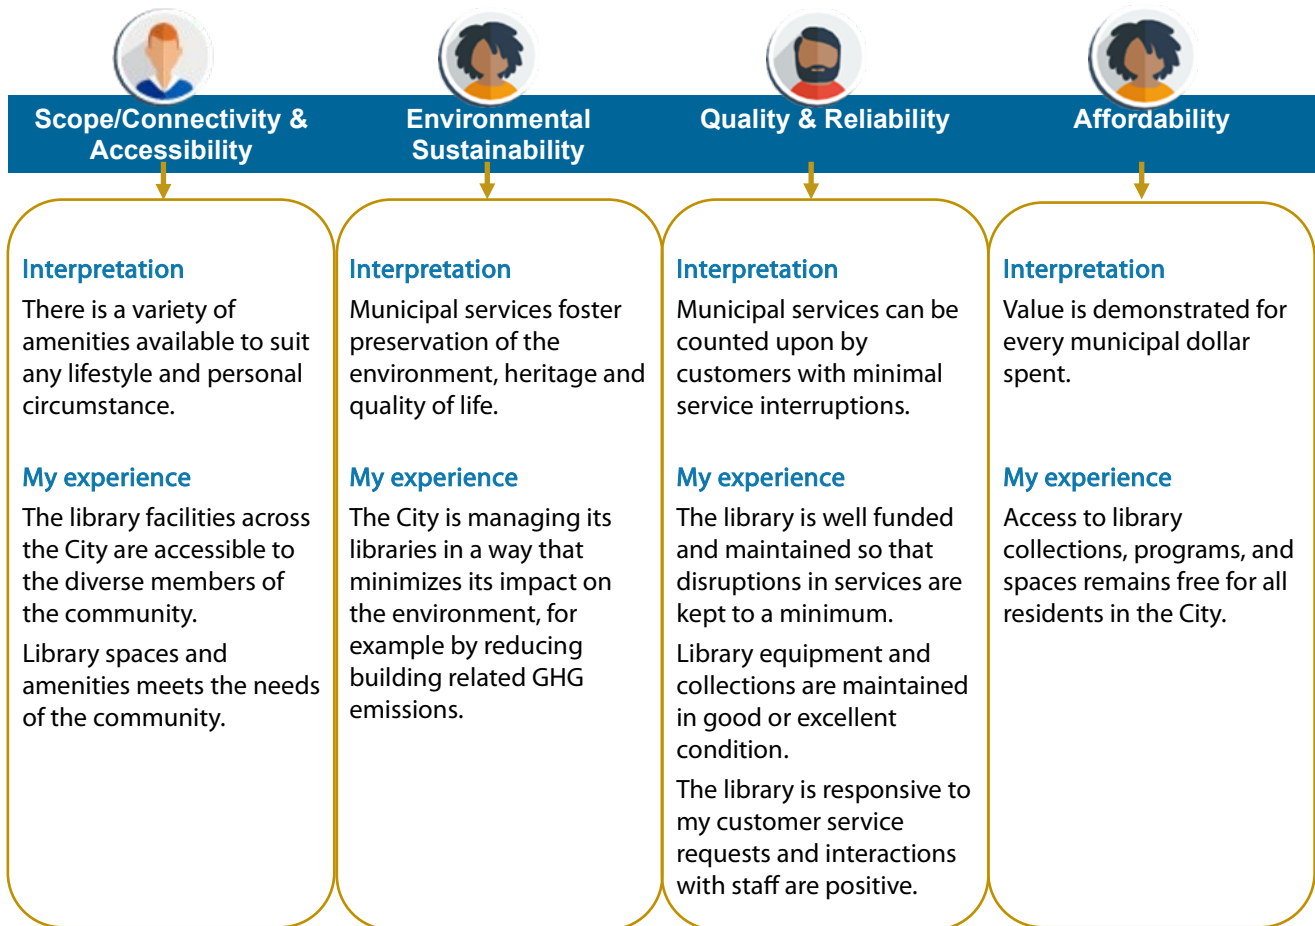 Scope/Connectivity &
Accessibility
Environmental
Sustainability
Quality & Reliability
Affordability
Interpretation
There is a variety of
amenities available to suit
any lifestyle and personal
circumstance.
My experience
The library facilities across
the City are accessible to
the diverse members of
the community.
Library spaces and
amenities meets the needs
of the community.
Interpretation
Municipal services foster
preservation of the
environment, heritage and
quality of life.
My experience
The City is managing its
libraries in a way that
minimizes its impact on
the environment, for
example by reducing
building related GHG
emissions.
Interpretation
Municipal services can be
counted upon by
customers with minimal
service interruptions.
My experience
The library is well funded
and maintained so that
disruptions in services are
kept to a minimum.
Library equipment and
collections are maintained
in good or excellent
condition.
The library is responsive to
my customer service
requests and interactions
with staff are positive.
Interpretation
Value is demonstrated for
every municipal dollar
spent.
My experience
Access to library
collections, programs, and
spaces remains free for all
residents in the City.